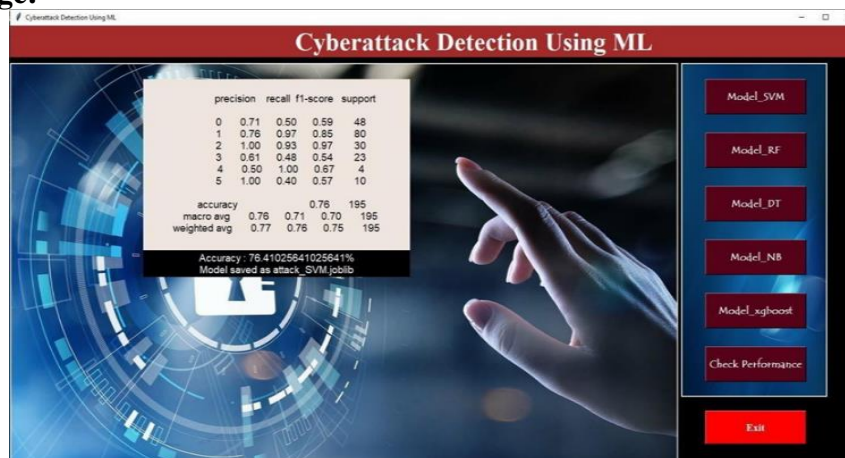 ge.
Cyberattack Detection Using ML
Cyberattack Detection Using ML
precision recall f1-score support
0 0.71 0.50 0.59 48
1 0.76 0.97 0.85 80
2 1.00 0.93 0.97 30
3 0.61 0.48 0.54 23
4 0.50 1.00 0.67 4
5 1.00 0.40 0.57 10
accuracy 0.76 195
macro avg 0.76 0.71 0.70 195
weighted avg 0.77 0.76 0.75 195
Accuracy : 76.41025641025641%
Model saved as attack_SVM.joblib
Model_SVM
Model_RF
Model_DT
Model_NB
Model_xgboost
Check Performance
Exit